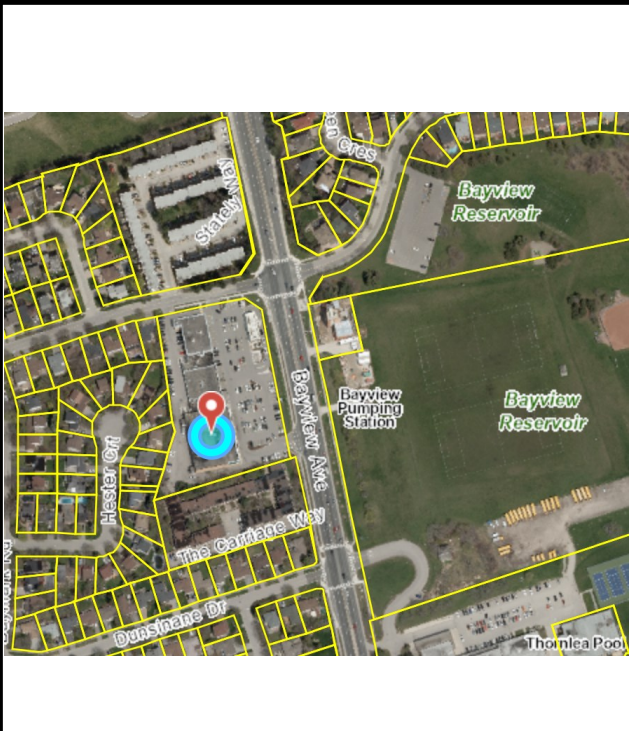 Cres
Stately Way
Bayview
Reservoir
Bayview Ave
Bayview
Pumping
Station
Bayview
Reservoir
Hester Crt
The Carriage Way
Dunsinane Dr
Thornlea Pool